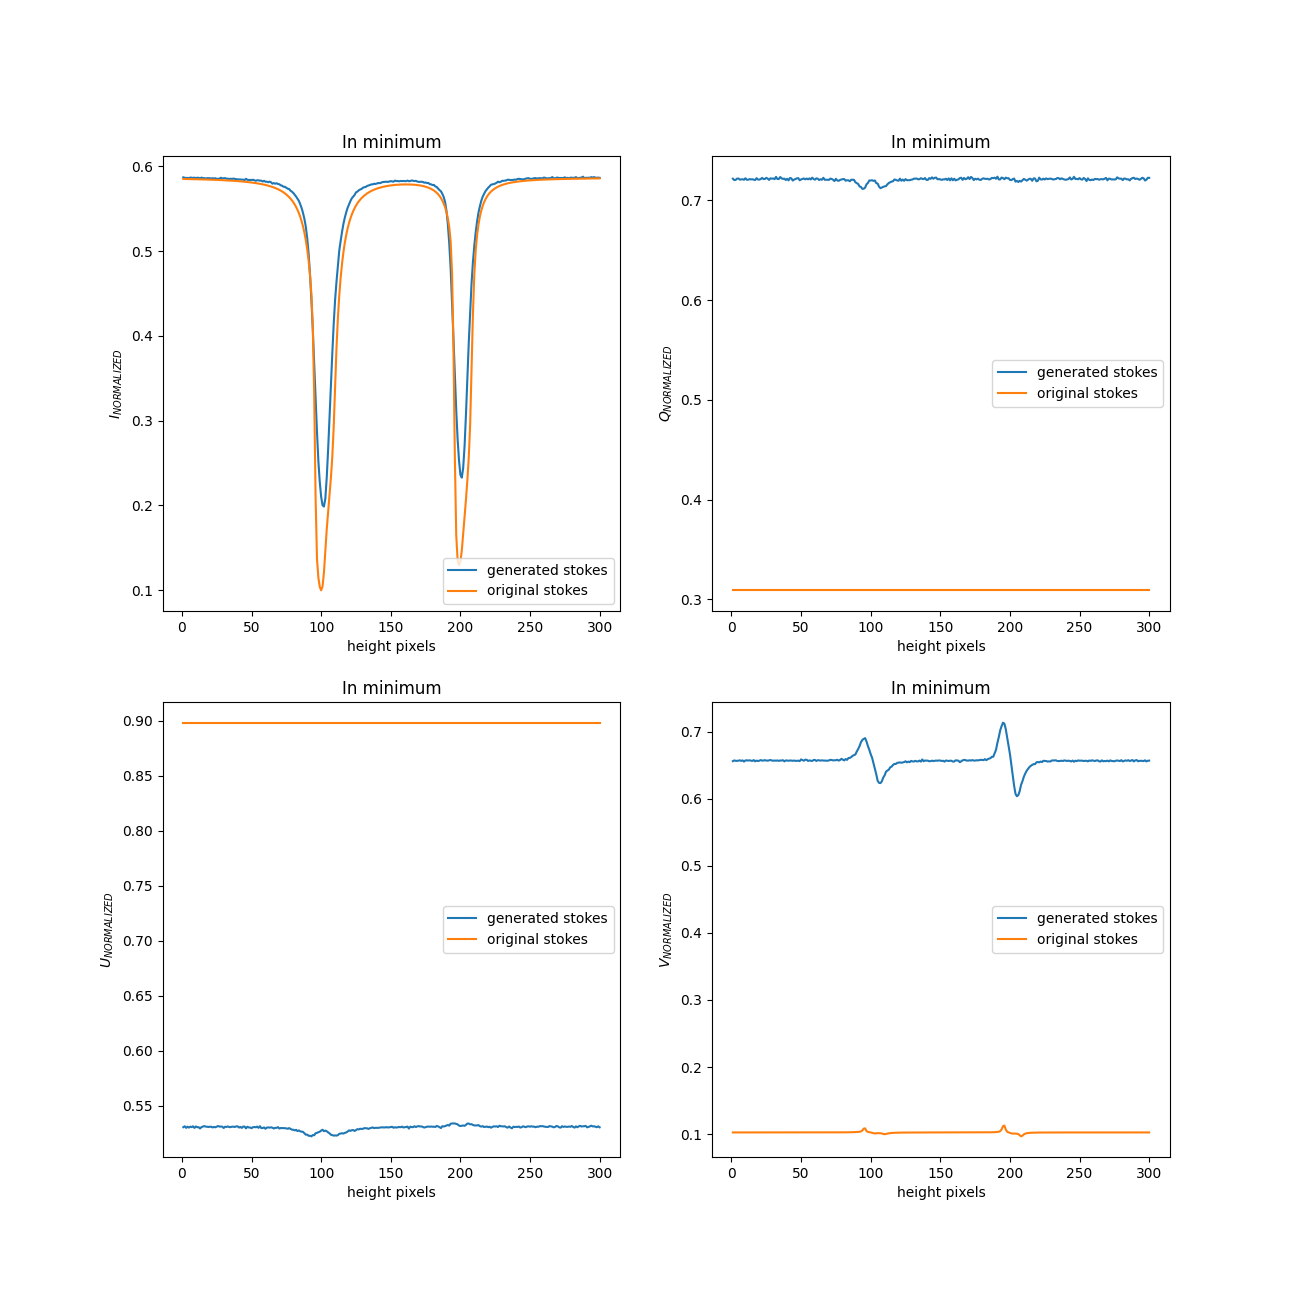 In minimum
I_NORMALIZED
0.6
0.5
0.4
0.3
0.2
0.1
generated stokes
original stokes
0 50 100 150 200 250 300
height pixels
In minimum
Q_NORMALIZED
0.7
0.6
0.5
0.4
0.3
generated stokes
original stokes
0 50 100 150 200 250 300
height pixels
In minimum
U_NORMALIZED
0.90
0.85
0.80
0.75
0.70
0.65
0.60
0.55
generated stokes
original stokes
0 50 100 150 200 250 300
height pixels
In minimum
V_NORMALIZED
0.7
0.6
0.5
0.4
0.3
0.2
0.1
generated stokes
original stokes
0 50 100 150 200 250 300
height pixels